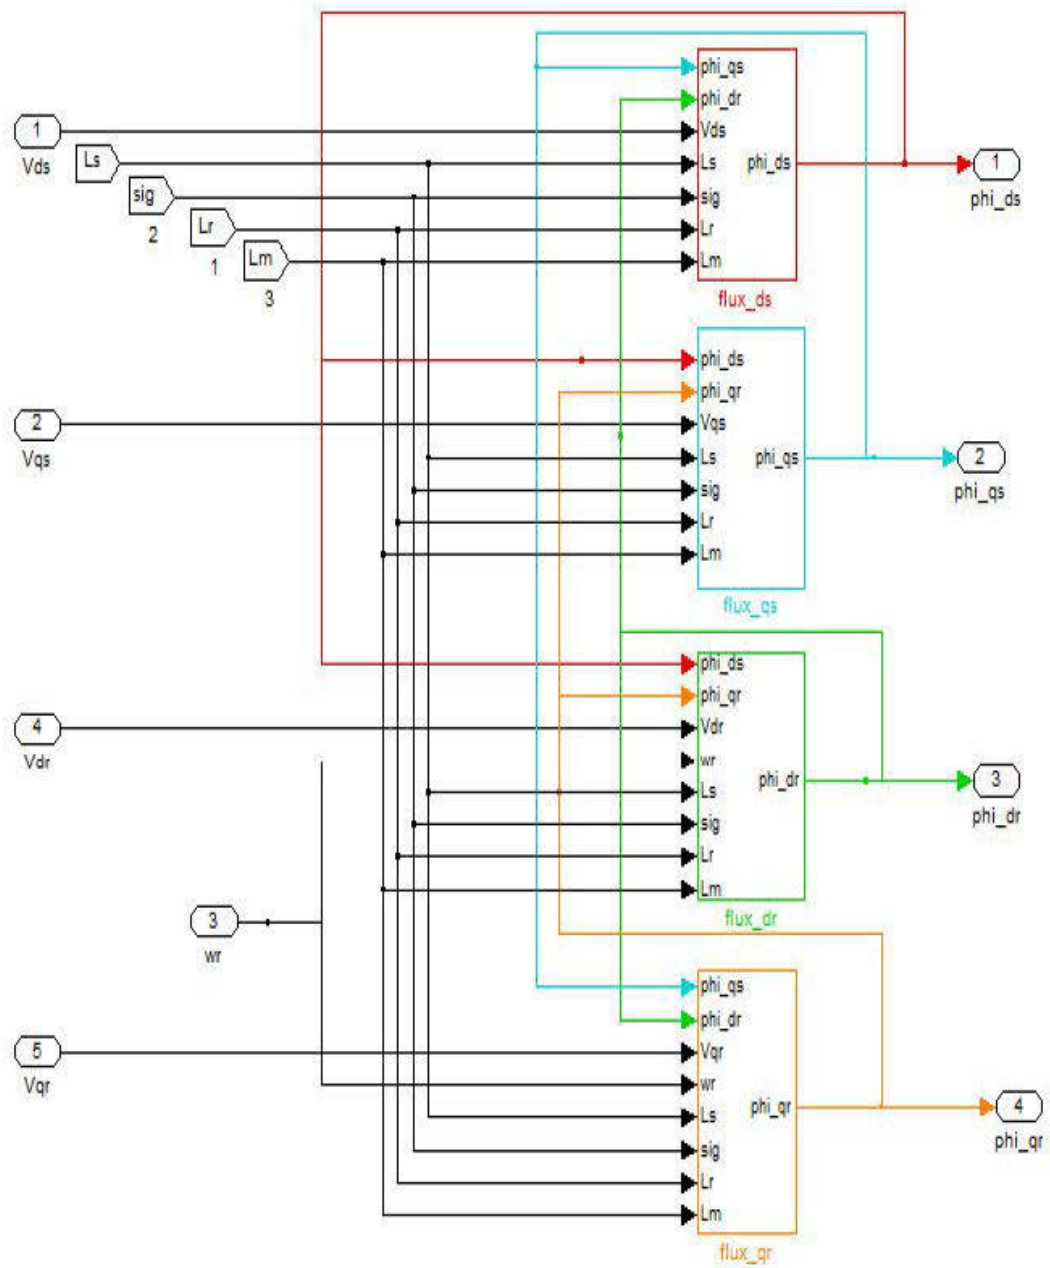 phi_qs
phi_dr
1
Vds
Vds
Ls
Ls
phi_ds
1
phi_ds
sig
2
sig
Lr
1
Lr
Lm
3
Lm
flux_ds
phi_ds
phi_qr
2
Vqs
Vqs
Ls
phi_qs
2
phi_qs
sig
Lr
Lm
flux_qs
phi_ds
phi_qr
4
Vdr
Vdr
wr
Ls
phi_dr
3
phi_dr
sig
Lr
Lm
flux_dr
3
wr
phi_qs
phi_dr
5
Vqr
Vqr
wr
Ls
phi_qr
4
phi_qr
sig
Lr
Lm
flux_qr